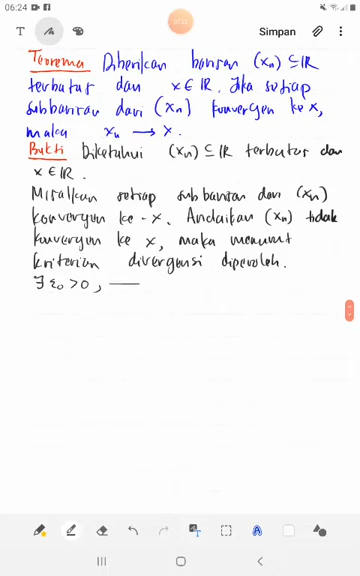 06:24
Simpan
Teorema Diberikan barisan (xₙ) ⊆ ℝ
terbatas dan x ∈ ℝ. Jika setiap
subbarisan dari (xₙ) konvergen ke x,
maka xₙ → x.
Bukti Diketahui (xₙ) ⊆ ℝ terbatas dan
x ∈ ℝ.
Misalkan setiap subbarisan dari (xₙ)
konvergen ke x. Andaikan (xₙ) tidak
konvergen ke x, maka menurut
kriteria divergensi diperoleh.
∃ ε₀ > 0, ——